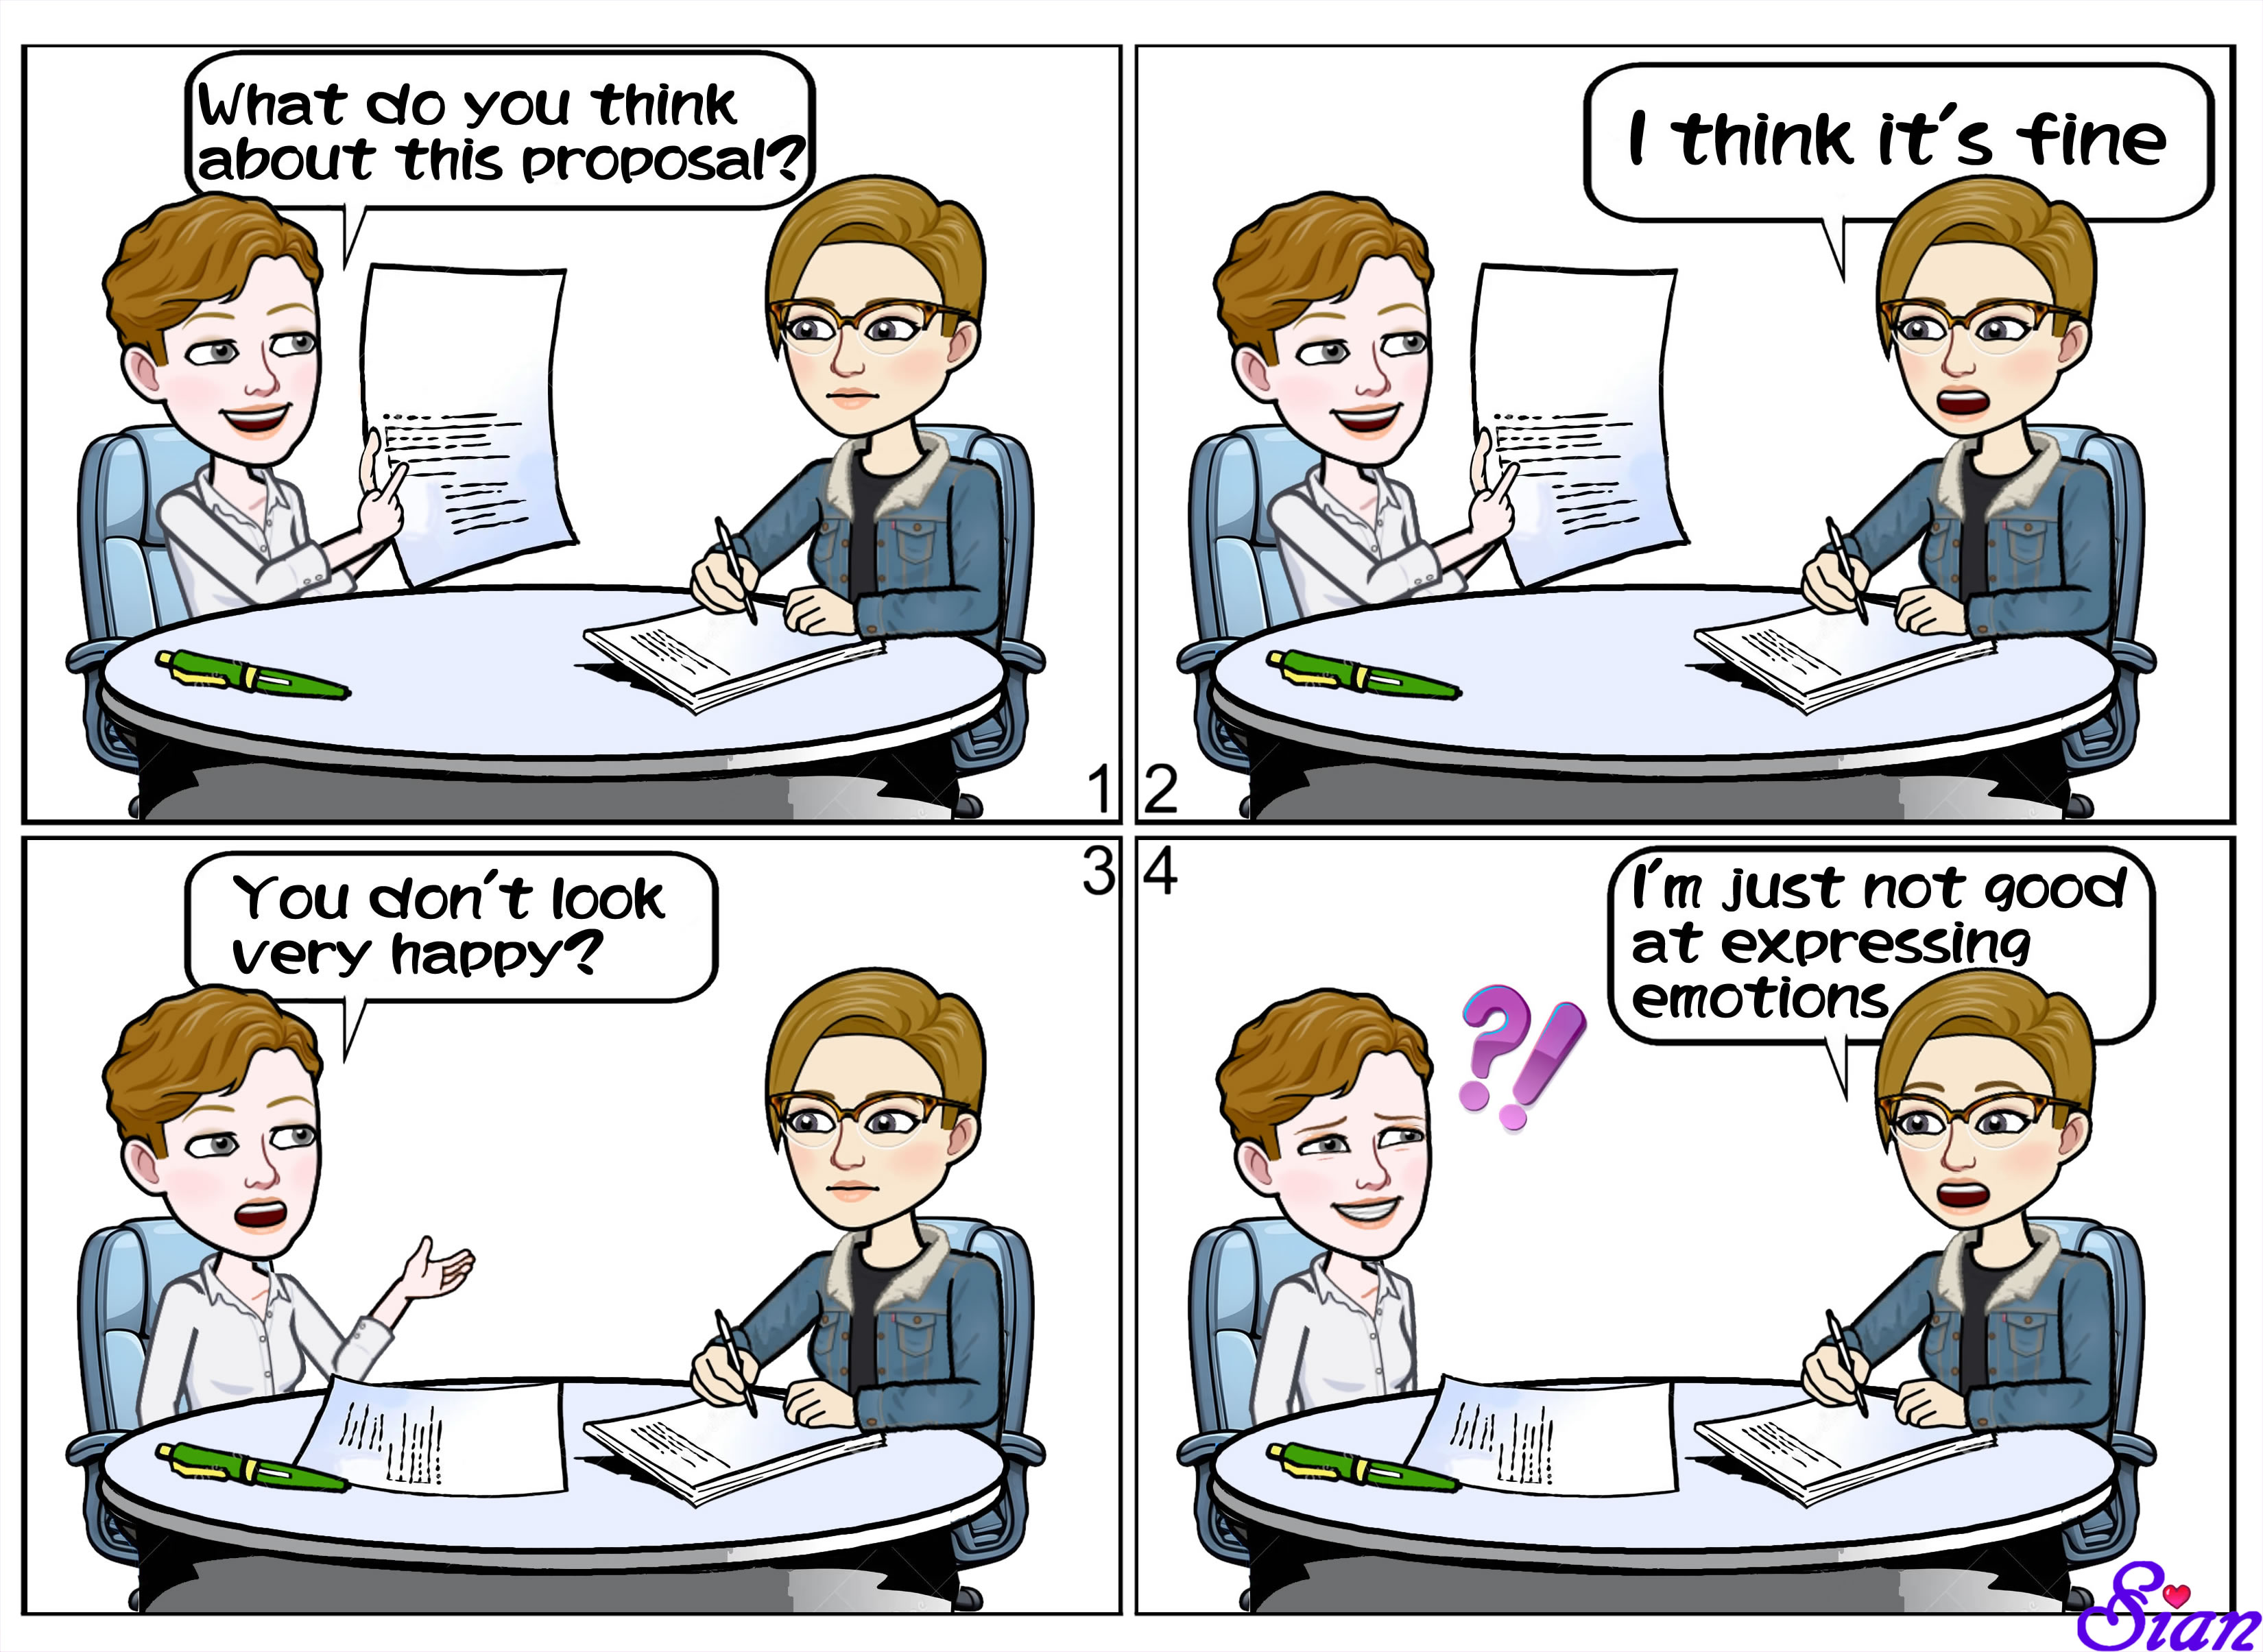 What do you think
about this proposal?
1
I think it's fine
2
You don't look
very happy?
3
4
I'm just not good
at expressing
emotions
?!
Sian